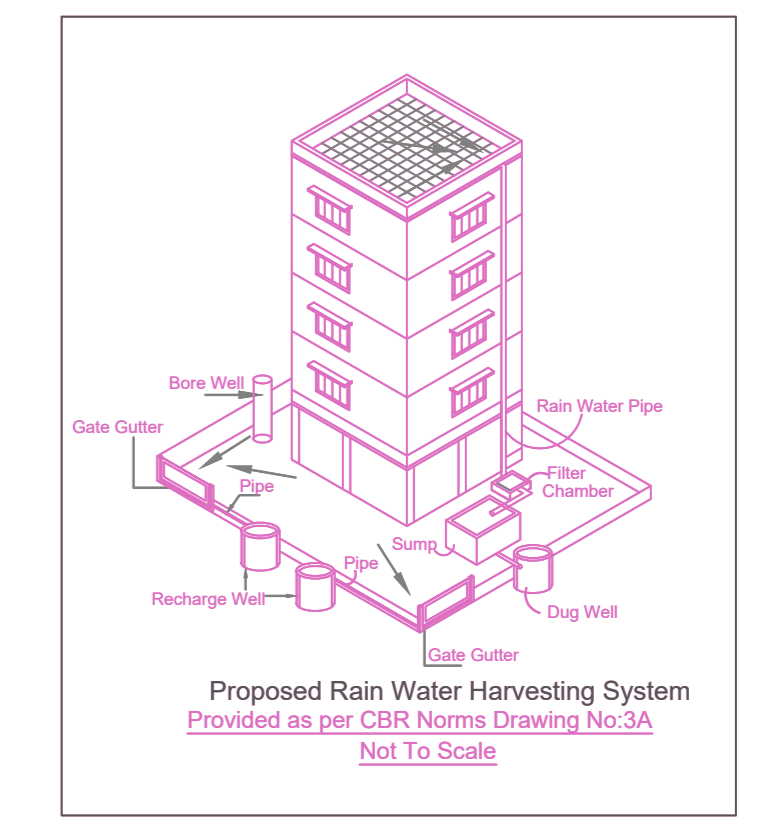 Bore Well
Rain Water Pipe
Gate Gutter
Filter
Chamber
Pipe
Sump
Pipe
Recharge Well
Dug Well
Gate Gutter
Proposed Rain Water Harvesting System
Provided as per CBR Norms Drawing No:3A
Not To Scale